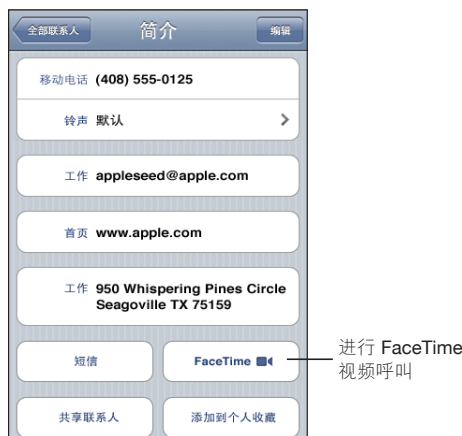 全部联系人 简介 编辑
移动电话 (408) 555-0125
铃声 默认
工作 appleseed@apple.com
首页 www.apple.com
工作 950 Whispering Pines Circle
Seagoville TX 75159
短信 FaceTime
进行 FaceTime
视频呼叫
共享联系人 添加到个人收藏